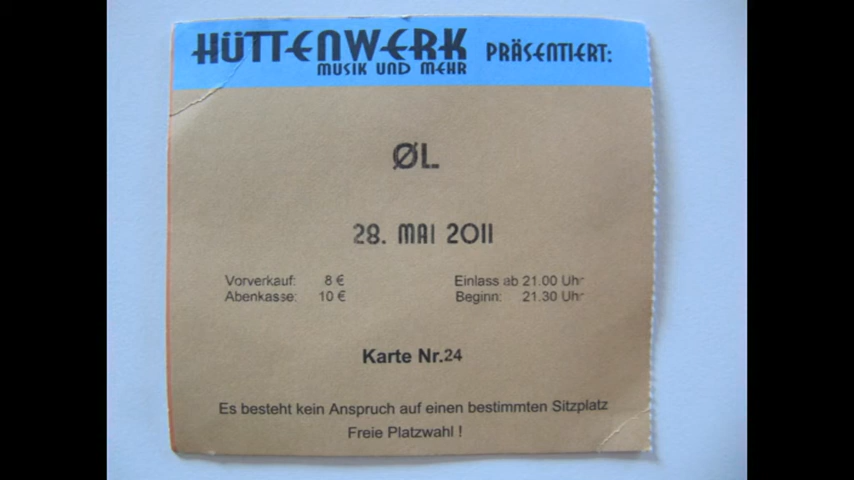 HÜTTENWERK PRÄSENTIERT:
MUSIK UND MEHR
ØL
28. MAI 2011
Vorverkauf: 8 € Einlass ab 21.00 Uhr
Abenkasse: 10 € Beginn: 21.30 Uhr
Karte Nr.24
Es besteht kein Anspruch auf einen bestimmten Sitzplatz
Freie Platzwahl !